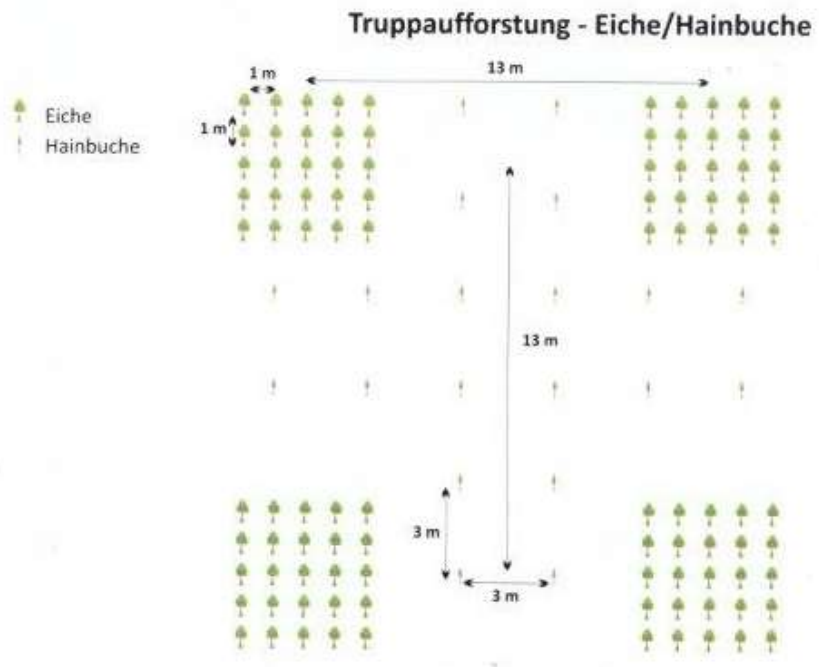 Truppaufforstung - Eiche/Hainbuche
1 m
13 m
Eiche
1 m
Hainbuche
13 m
3 m
3 m